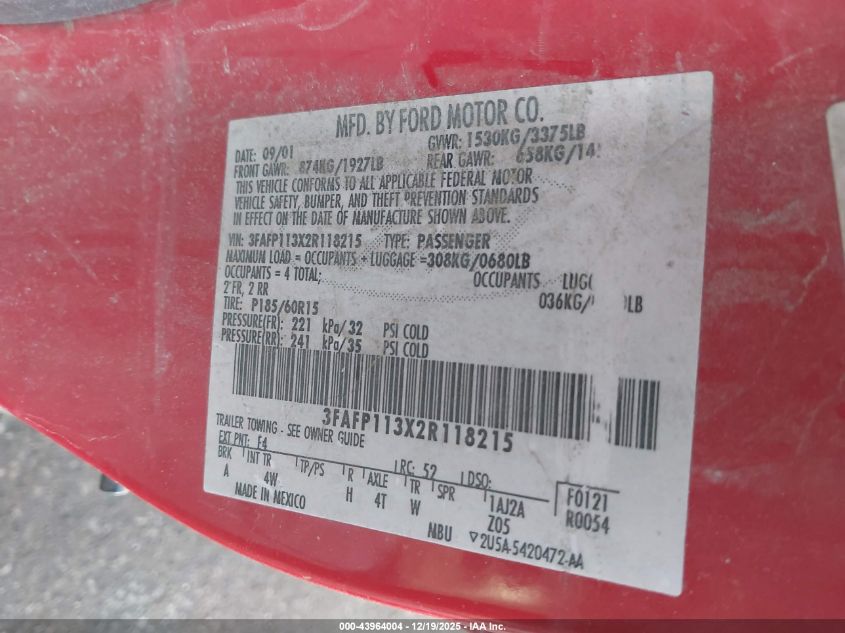 MFD. BY FORD MOTOR CO.
DATE: 09/01 GVWR: 1530KG/3375LB
FRONT GAWR: 874KG/1927LB REAR GAWR: 658KG/14
THIS VEHICLE CONFORMS TO ALL APPLICABLE FEDERAL MOTOR
VEHICLE SAFETY, BUMPER, AND THEFT PREVENTION STANDARDS
IN EFFECT ON THE DATE OF MANUFACTURE SHOWN ABOVE.
VIN: 3FAFP113X2R118215 TYPE: PASSENGER
MAXIMUM LOAD = OCCUPANTS + LUGGAGE = 308KG/0680LB
OCCUPANTS = 4 TOTAL; OCCUPANTS LUGG
2 FR, 2 RR 036KG/ LB
TIRE: P185/60R15
PRESSURE(FR): 221 kPa/32 PSI COLD
PRESSURE(RR): 241 kPa/35 PSI COLD
3FAFP113X2R118215
TRAILER TOWING - SEE OWNER GUIDE
EXT PNT: F4 RC: 52 DSO: F0121
BRK INT TR TP/PS R AXLE TR SPR 1AJ2A R0054
A 4W H 4T W Z05
MADE IN MEXICO NBU ▽2U5A-5420472-AA
000-43964004 | 12/19/2025 - Copyright © IAA, Inc.